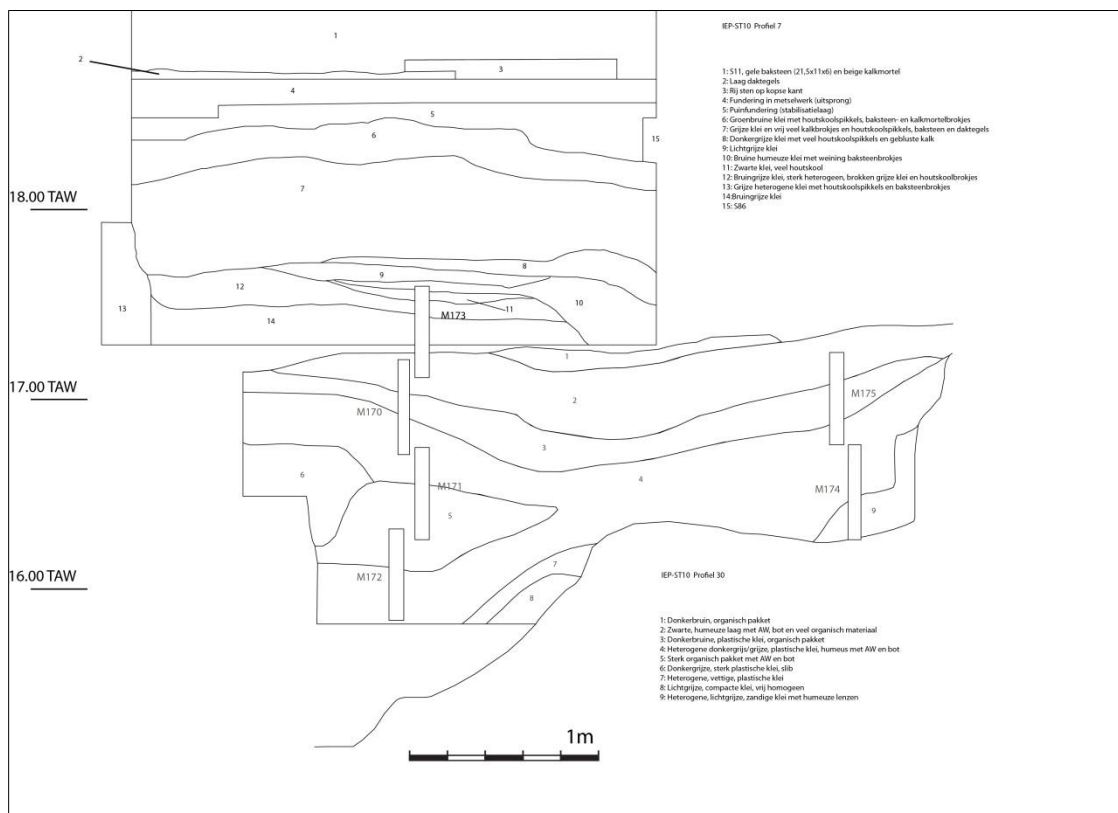 IEP-ST10 Profiel 7
1: S11, gele baksteen (21,5x11x6) en beige kalkmortel
2: Laag daktegels
3: Rij sten op kopse kant
4: Fundering in metselwerk (uitsprong)
5: Puinfundering (stabilisatielaag)
6: Groenbruine klei met houtskoolspikkels, baksteen- en kalkmortelbrokjes
7: Grijze klei en vrij veel kalkbrokjes en houtskoolspikkels, baksteen en daktegels
8: Donkergrijze klei met veel houtskoolspikkels en gebluste kalk
9: Lichtgrijze klei
10: Bruine humeuze klei met weining baksteenbrokjes
11: Zwarte klei, veel houtskool
12: Bruingrijze klei, sterk heterogeen, brokken grijze klei en houtskoolbrokjes
13: Grijze heterogene klei met houtskoolspikkels en baksteenbrokjes
14:Bruingrijze klei
15: S86
1
2
3
4
5
6
15
7
18.00 TAW
8
9
12
10
11
13
14
M173
1
17.00 TAW
2
M175
M170
3
6
4
M171
M174
5
9
7
16.00 TAW
M172
8
IEP-ST10 Profiel 30
1: Donkerbruin, organisch pakket
2: Zwarte, humeuze laag met AW, bot en veel organisch materiaal
3: Donkerbruine, plastische klei, organisch pakket
4: Heterogene donkergrijs/grijze, plastische klei, humeus met AW en bot
5: Sterk organisch pakket met AW en bot
6: Donkergrijze, sterk plastische klei, slib
7: Heterogene, vettige, plastische klei
8: Lichtgrijze, compacte klei, vrij homogeen
9: Heterogene, lichtgrijze, zandige klei met humeuze lenzen
1m